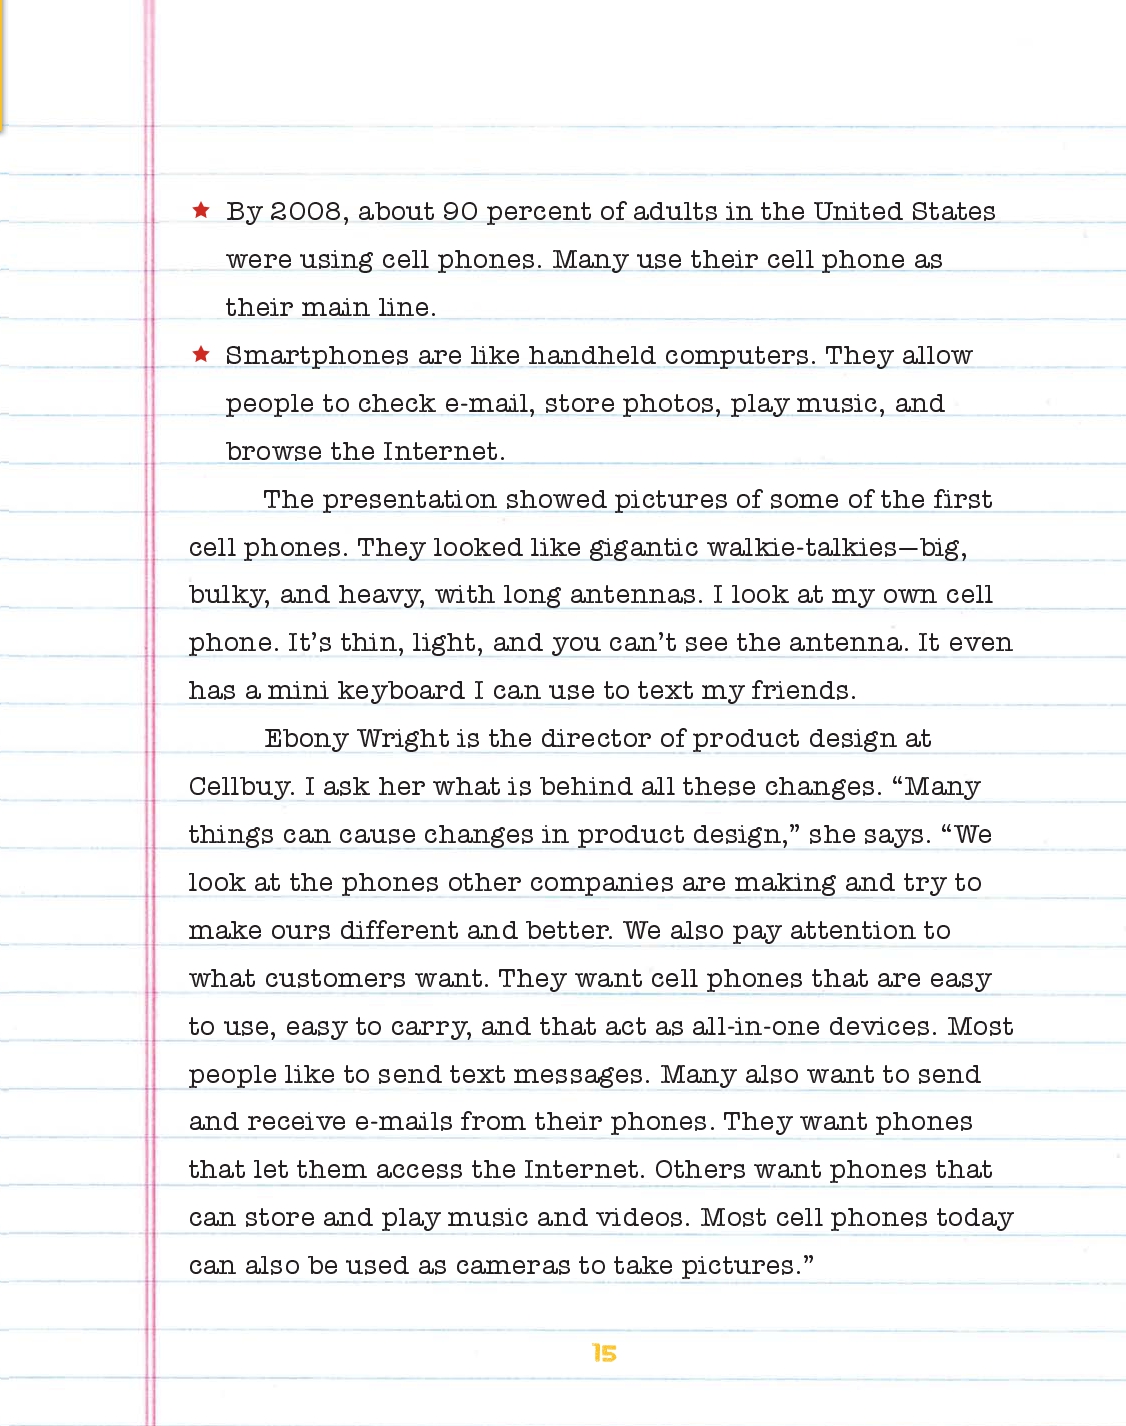 ★ By 2008, about 90 percent of adults in the United States
were using cell phones. Many use their cell phone as
their main line.
★ Smartphones are like handheld computers. They allow
people to check e-mail, store photos, play music, and
browse the Internet.
The presentation showed pictures of some of the first
cell phones. They looked like gigantic walkie-talkies—big,
bulky, and heavy, with long antennas. I look at my own cell
phone. It’s thin, light, and you can’t see the antenna. It even
has a mini keyboard I can use to text my friends.
Ebony Wright is the director of product design at
Cellbuy. I ask her what is behind all these changes. “Many
things can cause changes in product design,” she says. “We
look at the phones other companies are making and try to
make ours different and better. We also pay attention to
what customers want. They want cell phones that are easy
to use, easy to carry, and that act as all-in-one devices. Most
people like to send text messages. Many also want to send
and receive e-mails from their phones. They want phones
that let them access the Internet. Others want phones that
can store and play music and videos. Most cell phones today
can also be used as cameras to take pictures.”
15